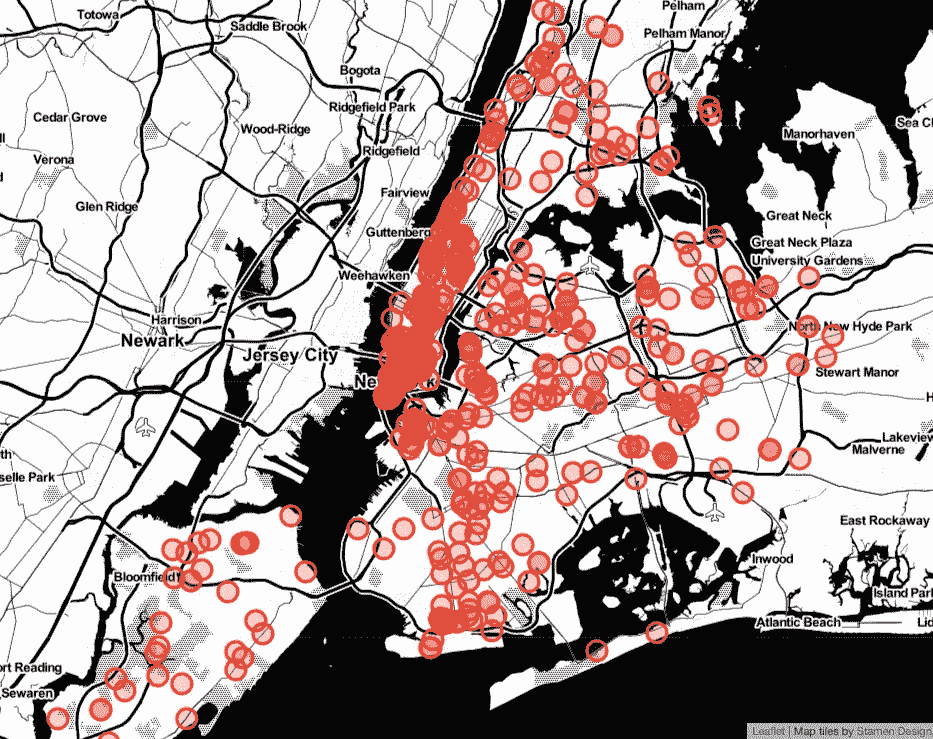 Pelham
Totowa
Saddle Brook
Pelham Manor
Bogota
Ridgefield Park
Cedar Grove
Wood-Ridge
Manorhaven
Sea Cl
Ridgefield
Verona
Fairview
Glen Ridge
Great Neck
Guttenberg
Great Neck Plaza
University Gardens
Weehawken
Harrison
North New Hyde Park
Newark
Jersey City
Stewart Manor
Ne
k
H
Lakeview
Malverne
th
selle Park
East Rockaway
Inwood
Bloomfield
Island Park
Atlantic Beach
Lid
ort Reading
Sewaren
Leaflet | Map tiles by Stamen Design,